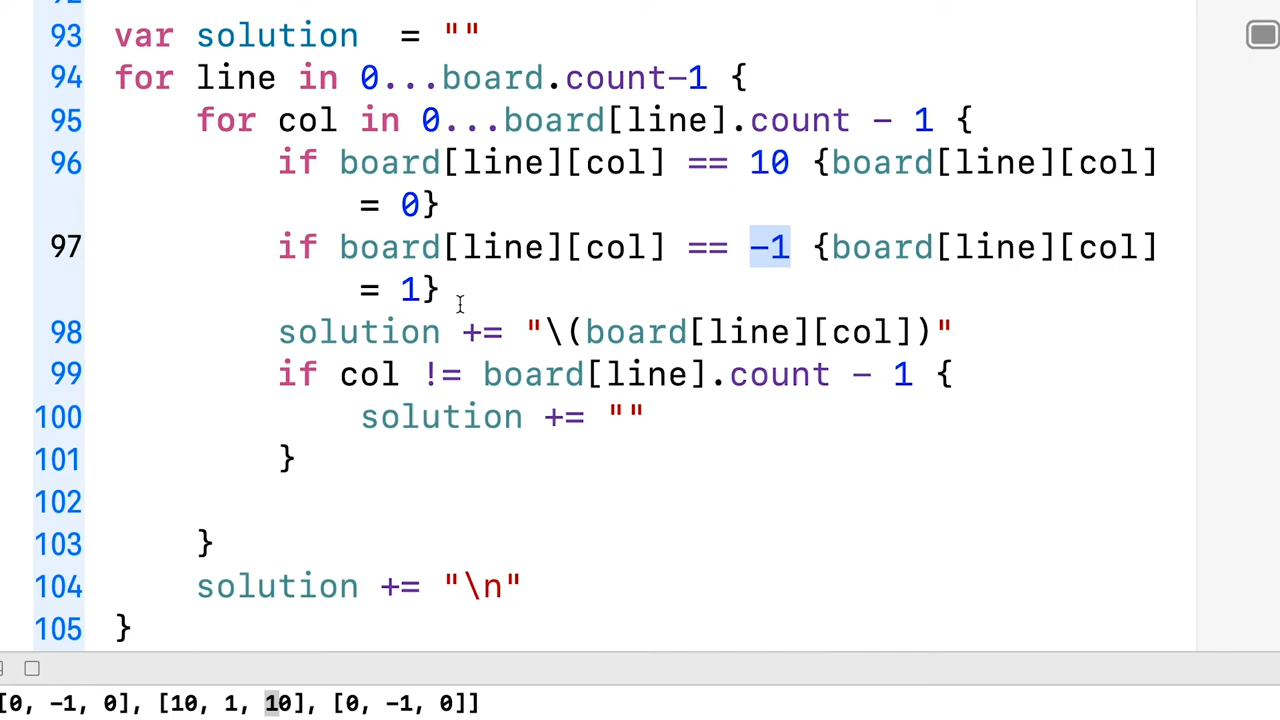 93 var solution  = ""
94 for line in 0...board.count-1 {
95 for col in 0...board[line].count - 1 {
96 if board[line][col] == 10 {board[line][col]
= 0}
97 if board[line][col] == -1 {board[line][col]
= 1}
98 solution += "\(board[line][col])"
99 if col != board[line].count - 1 {
100 solution += ""
101 }
102
103 }
104 solution += "\n"
105 }
[0, -1, 0], [10, 1, 10], [0, -1, 0]]